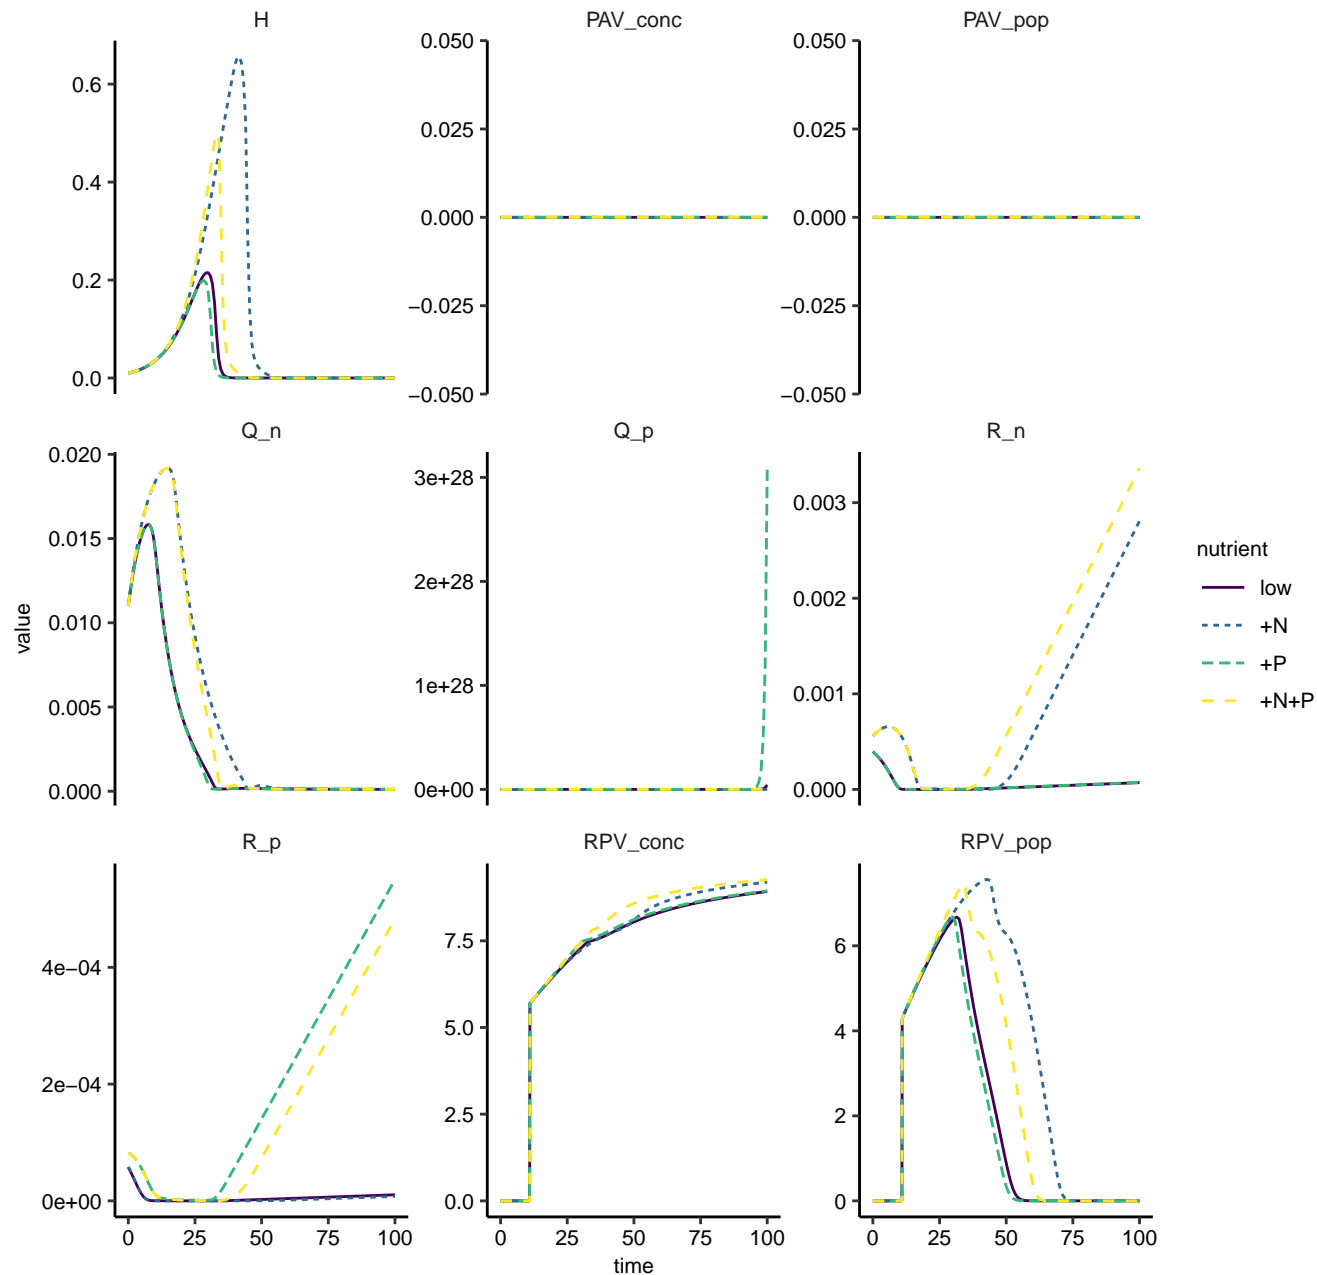 H
PAV_conc
PAV_pop
0.6
0.4
0.2
0.0
0.050
0.025
0.000
−0.025
−0.050
0.050
0.025
0.000
−0.025
−0.050
Q_n
Q_p
R_n
0.020
0.015
0.010
0.005
0.000
3e+28
2e+28
1e+28
0e+00
0.003
0.002
0.001
0.000
R_p
RPV_conc
RPV_pop
4e−04
2e−04
0e+00
7.5
5.0
2.5
0.0
6
4
2
0
0 25 50 75 100
0 25 50 75 100
0 25 50 75 100
time
value
nutrient
low
+N
+P
+N+P